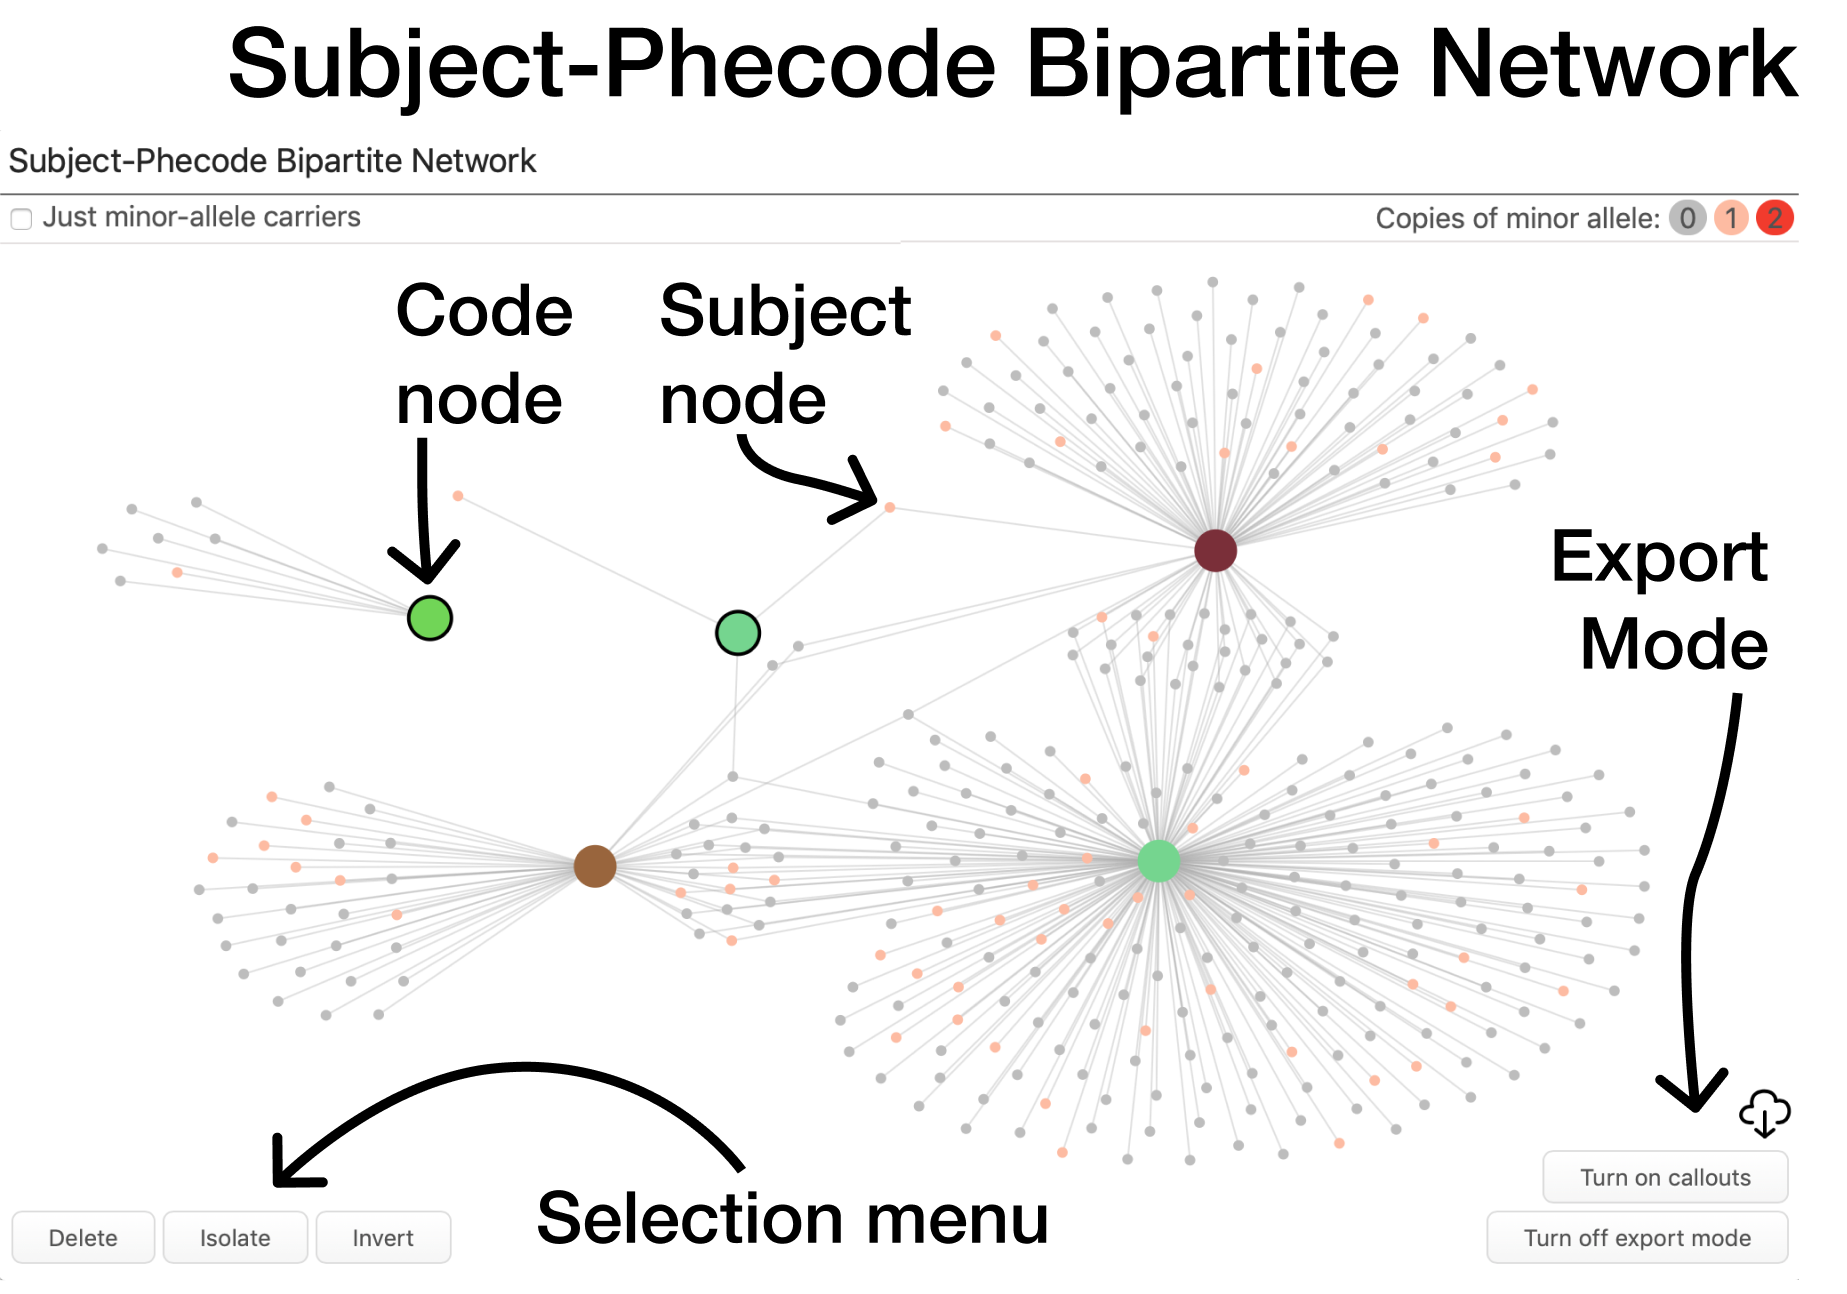 Subject-Phecode Bipartite Network
Subject-Phecode Bipartite Network
Just minor-allele carriers
Copies of minor allele: 0 1 2
Code
node
Subject
node
Export
Mode
Selection menu
Turn on callouts
Delete Isolate Invert
Turn off export mode